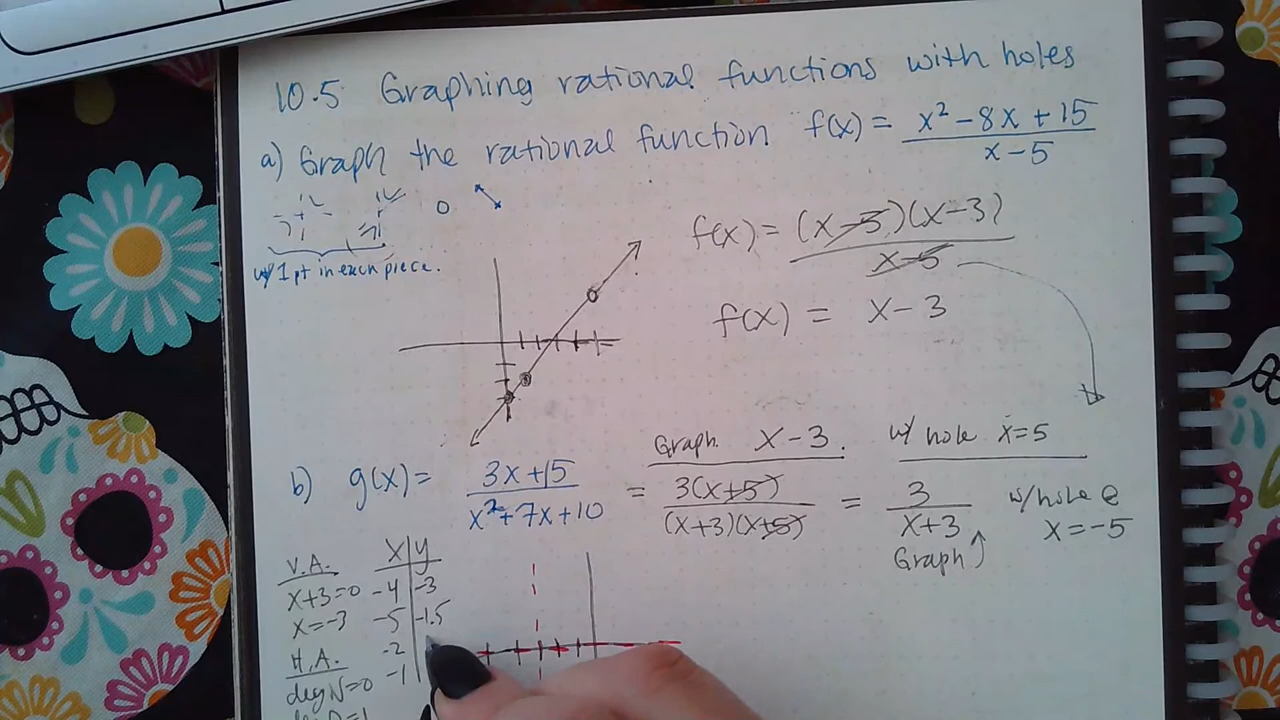 10.5 Graphing rational functions with holes
a) Graph the rational function f(x) = x² - 8x + 15 / x - 5
w/ 1 pt in each piece.
f(x) = (x-5)(x-3) / x-5
f(x) = x - 3
Graph x - 3. w/ hole x=5
b) g(x) = 3x+15 / x²+7x+10 = 3(x+5) / (x+3)(x+5) = 3 / x+3 w/ hole @ x=-5
Graph
V.A.
x+3=0
x=-3
H.A.
deg N=0
x | y
-4 | -3
-5 | -1.5
-2
-1